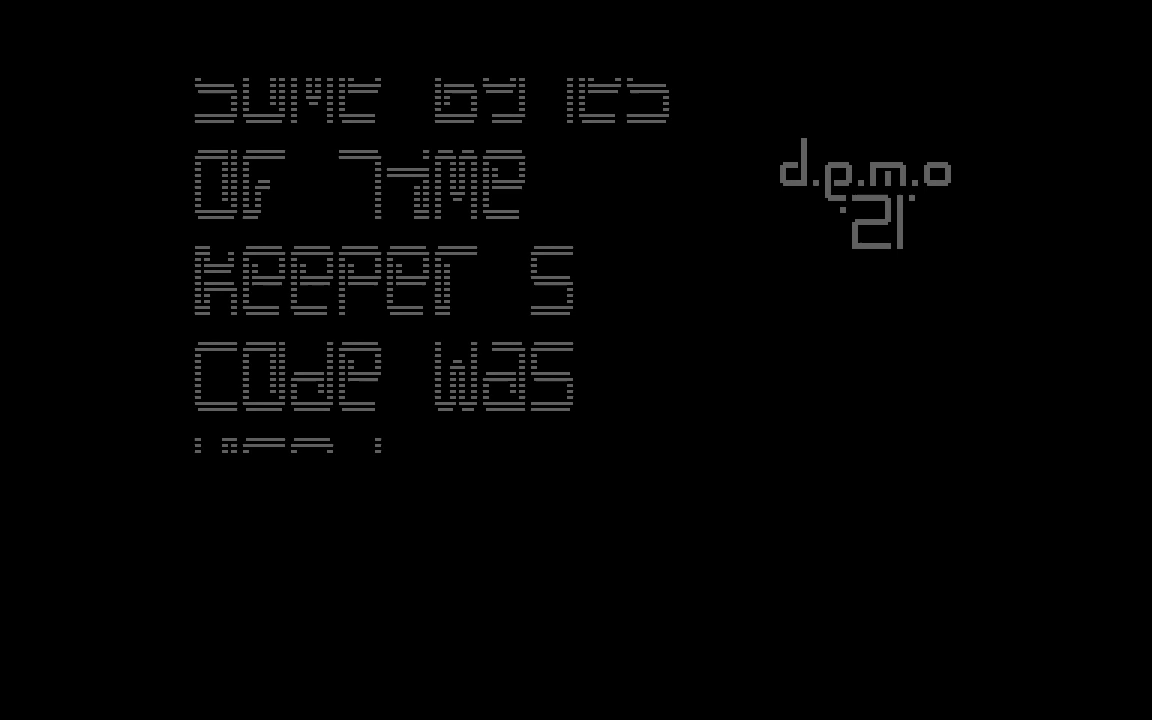 SOME BYTES
OF TIME
KEEPER S
CODE WAS
d.p.m.o
.21.